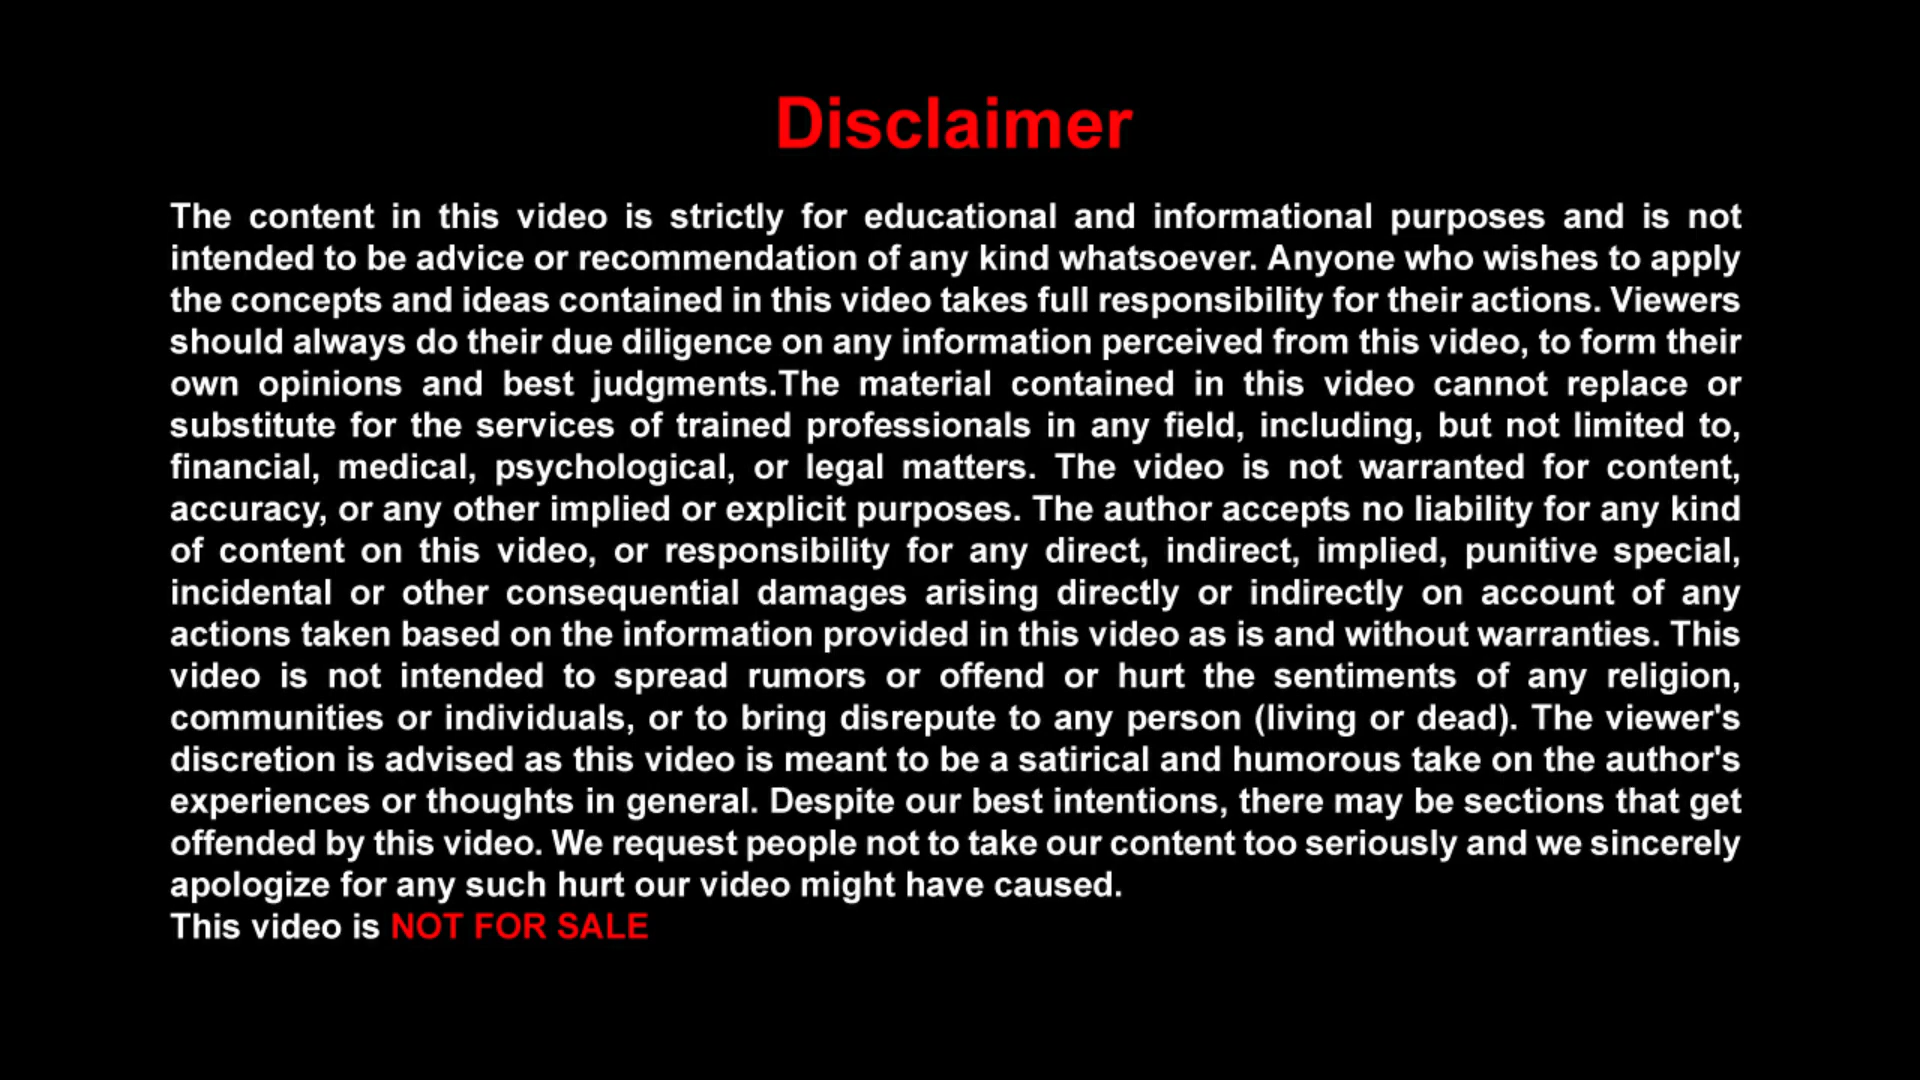 Disclaimer
The content in this video is strictly for educational and informational purposes and is not
intended to be advice or recommendation of any kind whatsoever. Anyone who wishes to apply
the concepts and ideas contained in this video takes full responsibility for their actions. Viewers
should always do their due diligence on any information perceived from this video, to form their
own opinions and best judgments.The material contained in this video cannot replace or
substitute for the services of trained professionals in any field, including, but not limited to,
financial, medical, psychological, or legal matters. The video is not warranted for content,
accuracy, or any other implied or explicit purposes. The author accepts no liability for any kind
of content on this video, or responsibility for any direct, indirect, implied, punitive special,
incidental or other consequential damages arising directly or indirectly on account of any
actions taken based on the information provided in this video as is and without warranties. This
video is not intended to spread rumors or offend or hurt the sentiments of any religion,
communities or individuals, or to bring disrepute to any person (living or dead). The viewer's
discretion is advised as this video is meant to be a satirical and humorous take on the author's
experiences or thoughts in general. Despite our best intentions, there may be sections that get
offended by this video. We request people not to take our content too seriously and we sincerely
apologize for any such hurt our video might have caused.
This video is NOT FOR SALE